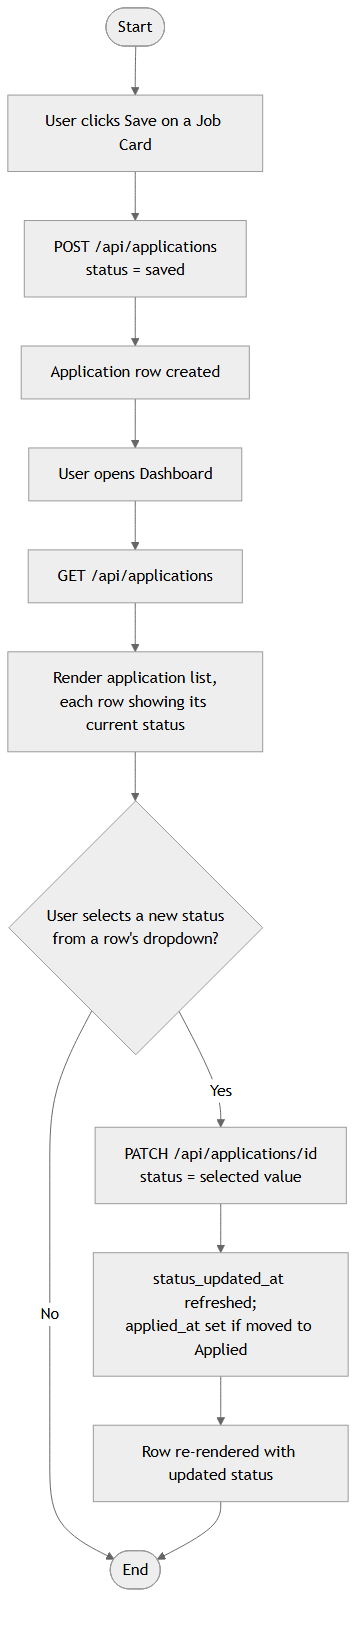 Start
User clicks Save on a Job
Card
POST /api/applications
status = saved
Application row created
User opens Dashboard
GET /api/applications
Render application list,
each row showing its
current status
User selects a new status
from a row's dropdown?
Yes
PATCH /api/applications/id
status = selected value
status_updated_at
refreshed;
applied_at set if moved to
Applied
No
Row re-rendered with
updated status
End